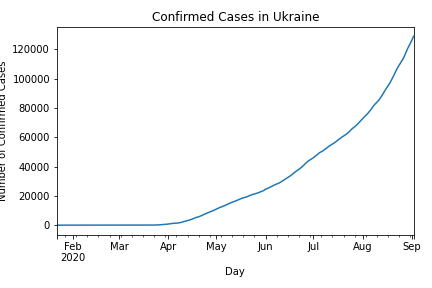 Confirmed Cases in Ukraine
Number of Confirmed Cases
120000
100000
80000
60000
40000
20000
0
Feb Mar Apr May Jun Jul Aug Sep
2020
Day